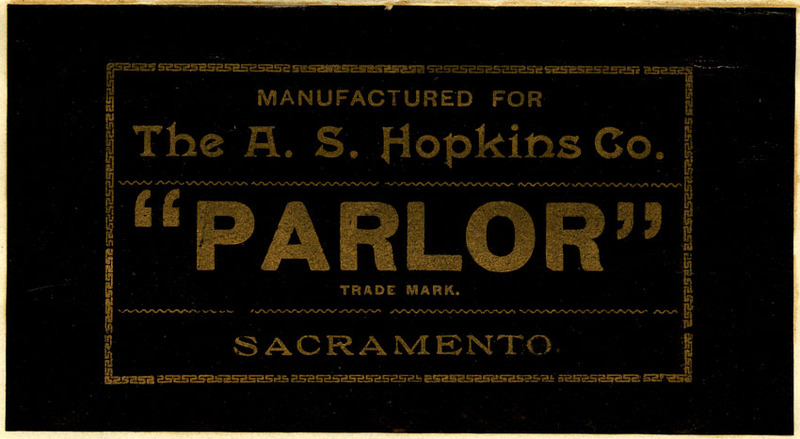 MANUFACTURED FOR
The A. S. Hopkins Co.
“PARLOR”
TRADE MARK.
SACRAMENTO.